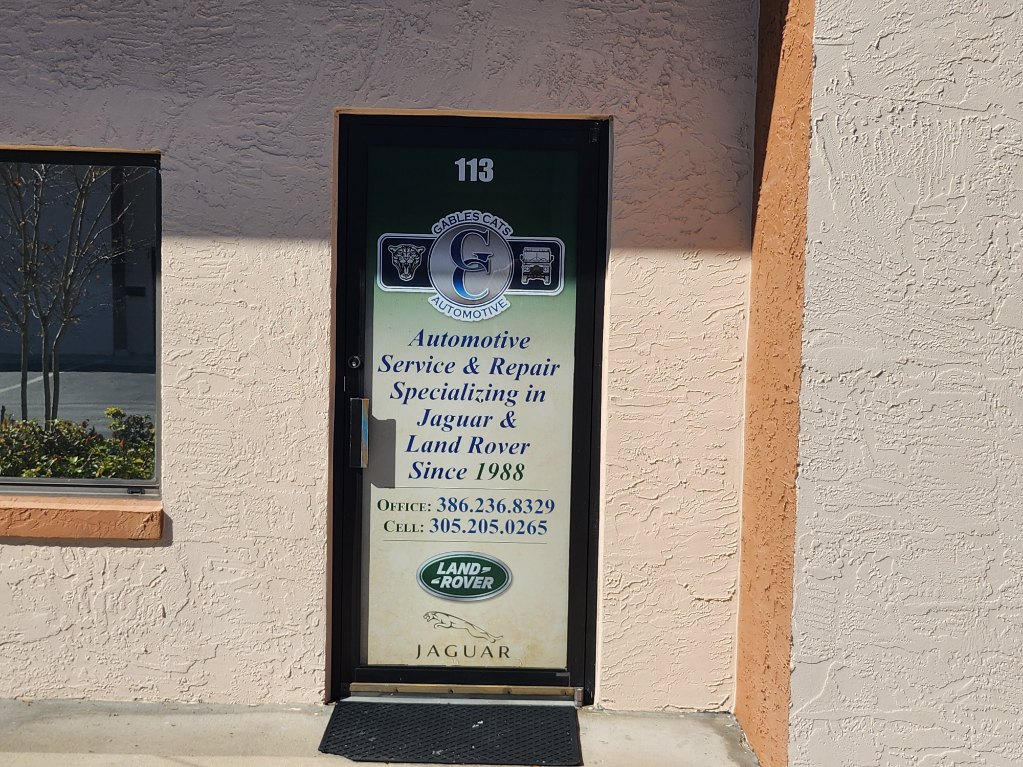 113
GABLES CATS
GC
AUTOMOTIVE
Automotive
Service & Repair
Specializing in
Jaguar &
Land Rover
Since 1988
OFFICE: 386.236.8329
CELL: 305.205.0265
LAND-
-ROVER
JAGUAR